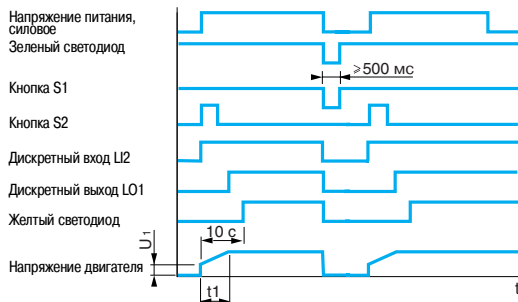 Напряжение питания,
силовое
Зеленый светодиод
⩾500 мс
Кнопка S1
Кнопка S2
Дискретный вход LI2
Дискретный выход LO1
Желтый светодиод
10 с
U1
Напряжение двигателя
t
t1